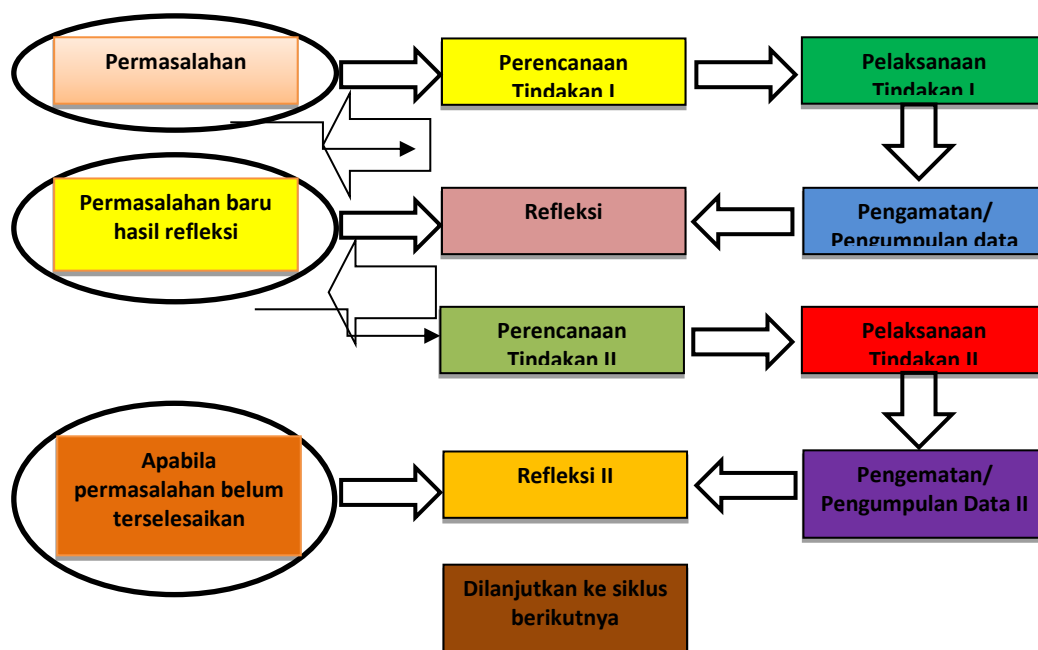 Permasalahan
Perencanaan
Tindakan I
Pelaksanaan
Tindakan I
Permasalahan baru
hasil refleksi
Refleksi
Pengamatan/
Pengumpulan data
Perencanaan
Tindakan II
Pelaksanaan
Tindakan II
Apabila
permasalahan belum
terselesaikan
Refleksi II
Pengematan/
Pengumpulan Data II
Dilanjutkan ke siklus
berikutnya